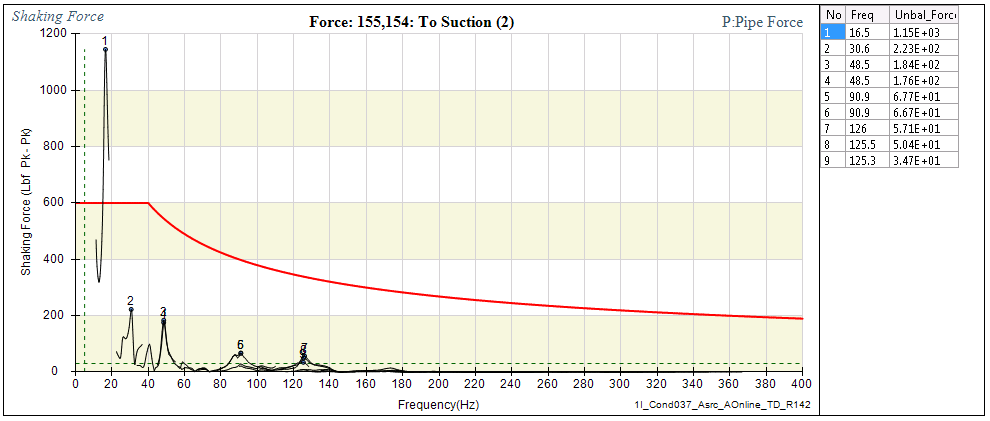 Shaking Force
Force: 155,154: To Suction (2)
P:Pipe Force
Shaking Force (Lbf Pk - Pk)
1200
1000
800
600
400
200
0
1
2
6
7
0 20 40 60 80 100 120 140 160 180 200 220 240 260 280 300 320 340 360 380 400
Frequency(Hz)
1I_Cond037_Asrc_AOnline_TD_R142
No Freq Unbal_Forc
1 16.5 1.15E+03
2 30.6 2.23E+02
3 48.5 1.84E+02
4 48.5 1.76E+02
5 90.9 6.77E+01
6 90.9 6.67E+01
7 126 5.71E+01
8 125.5 5.04E+01
9 125.3 3.47E+01